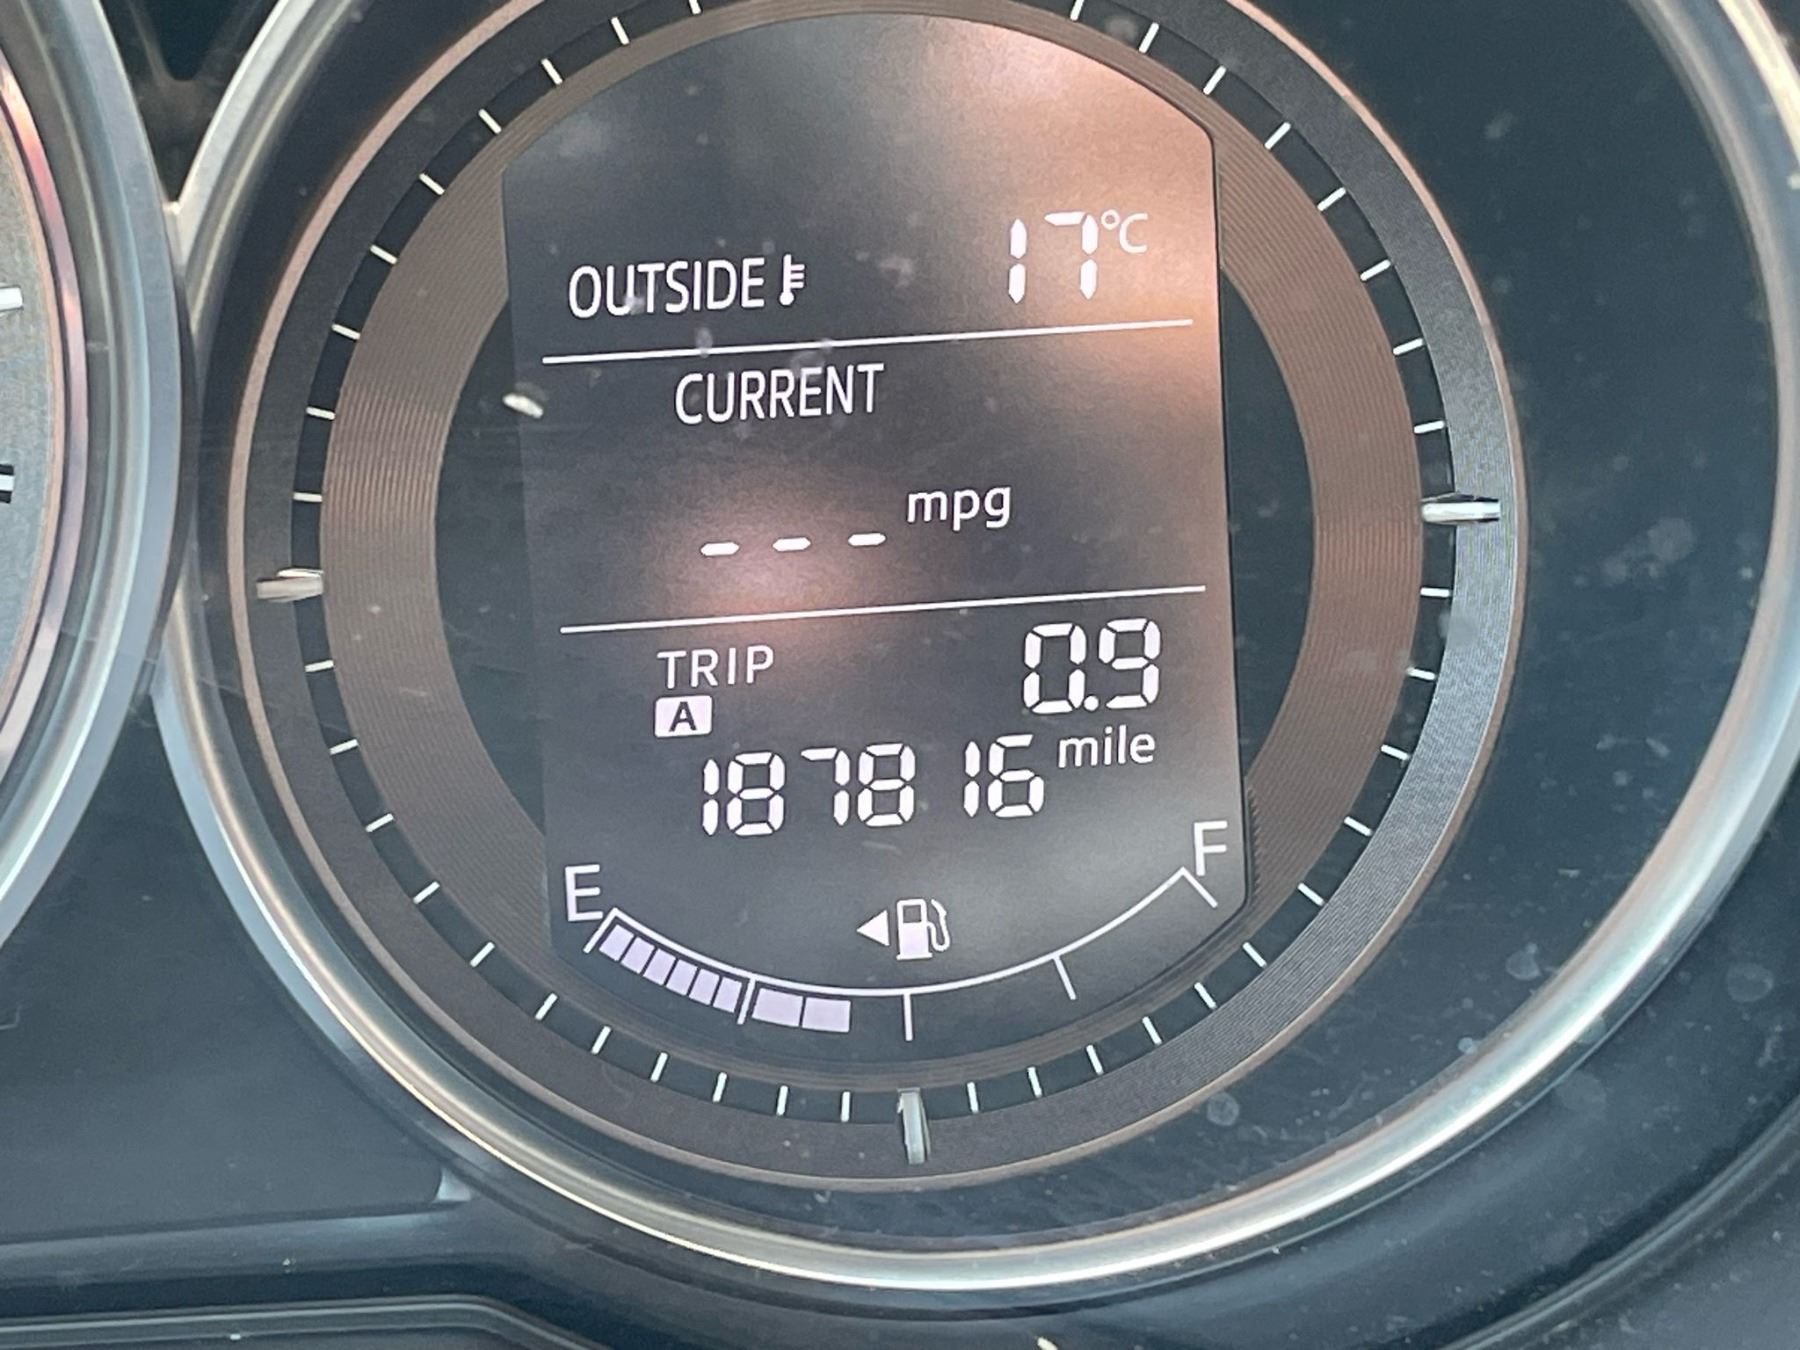 OUTSIDE 17°C
CURRENT
--- mpg
TRIP 0.9
A
187816 mile
E F